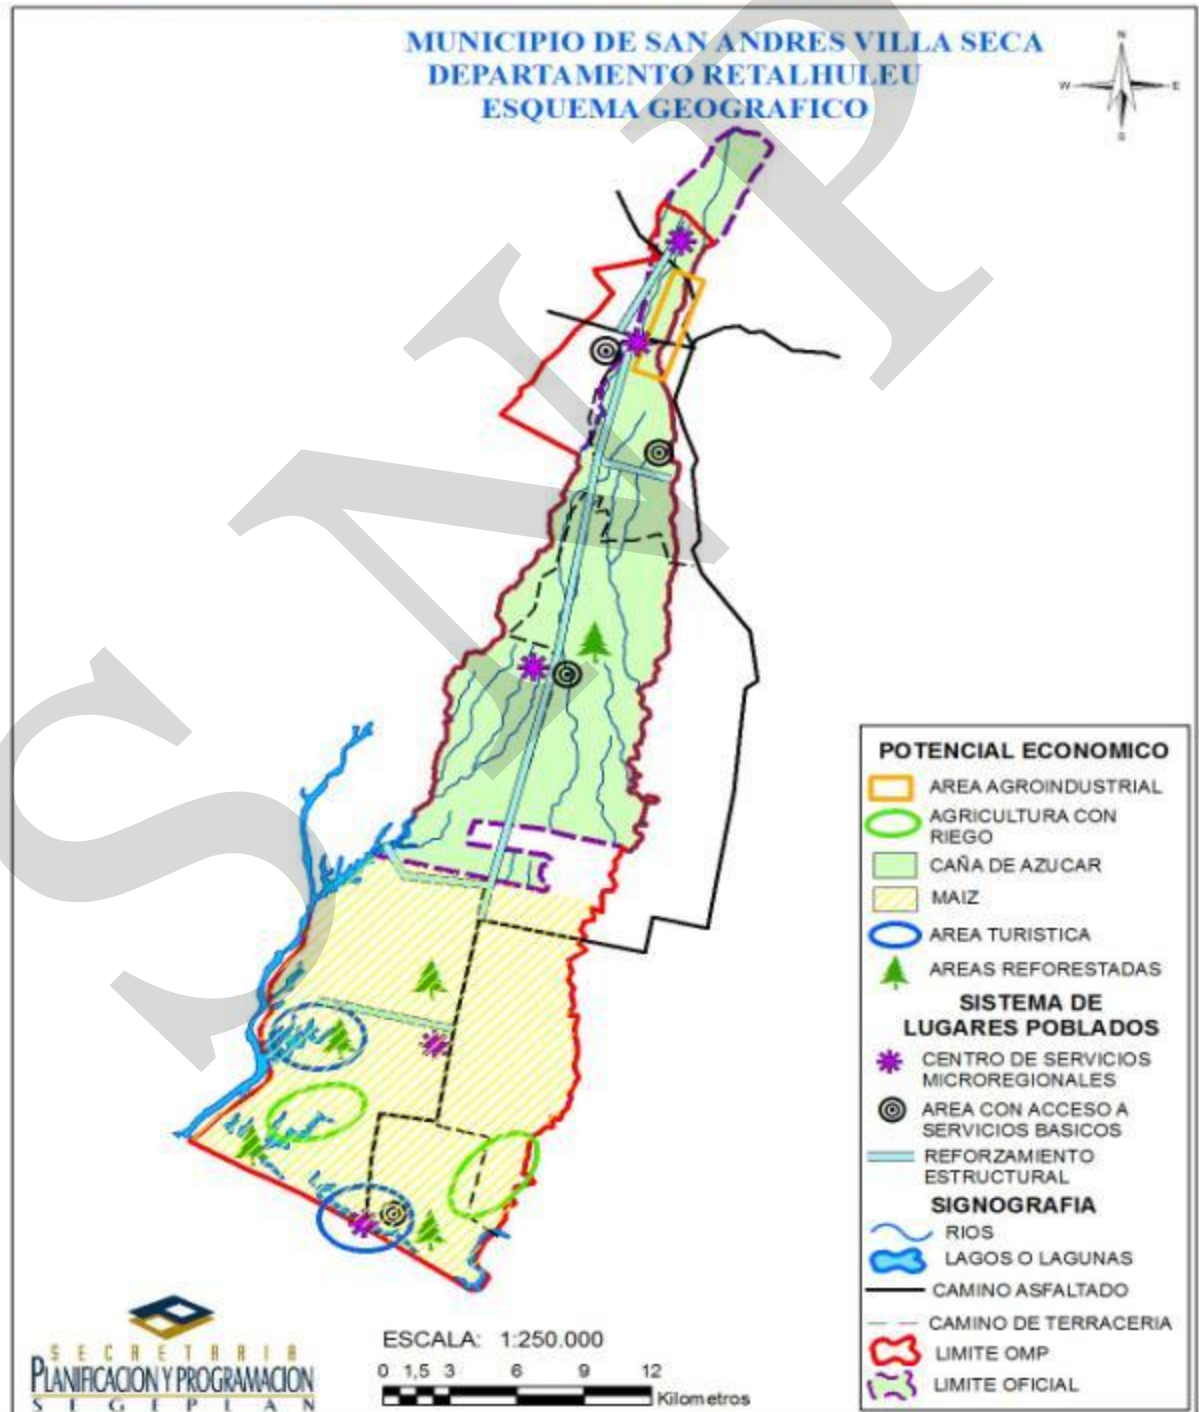 MUNICIPIO DE SAN ANDRES VILLA SECA
DEPARTAMENTO RETALHULEU
ESQUEMA GEOGRAFICO
N
W
E
S
SNP
POTENCIAL ECONOMICO
AREA AGROINDUSTRIAL
AGRICULTURA CON
RIEGO
CAÑA DE AZUCAR
MAIZ
AREA TURISTICA
AREAS REFORESTADAS
SISTEMA DE
LUGARES POBLADOS
CENTRO DE SERVICIOS
MICROREGIONALES
AREA CON ACCESO A
SERVICIOS BASICOS
REFORZAMIENTO
ESTRUCTURAL
SIGNOGRAFIA
RIOS
LAGOS O LAGUNAS
CAMINO ASFALTADO
CAMINO DE TERRACERIA
LIMITE OMP
LIMITE OFICIAL
SECRETARIA
PLANIFICACION Y PROGRAMACION
SEGEPLAN
ESCALA: 1:250.000
0 1,5 3 6 9 12
Kilometros